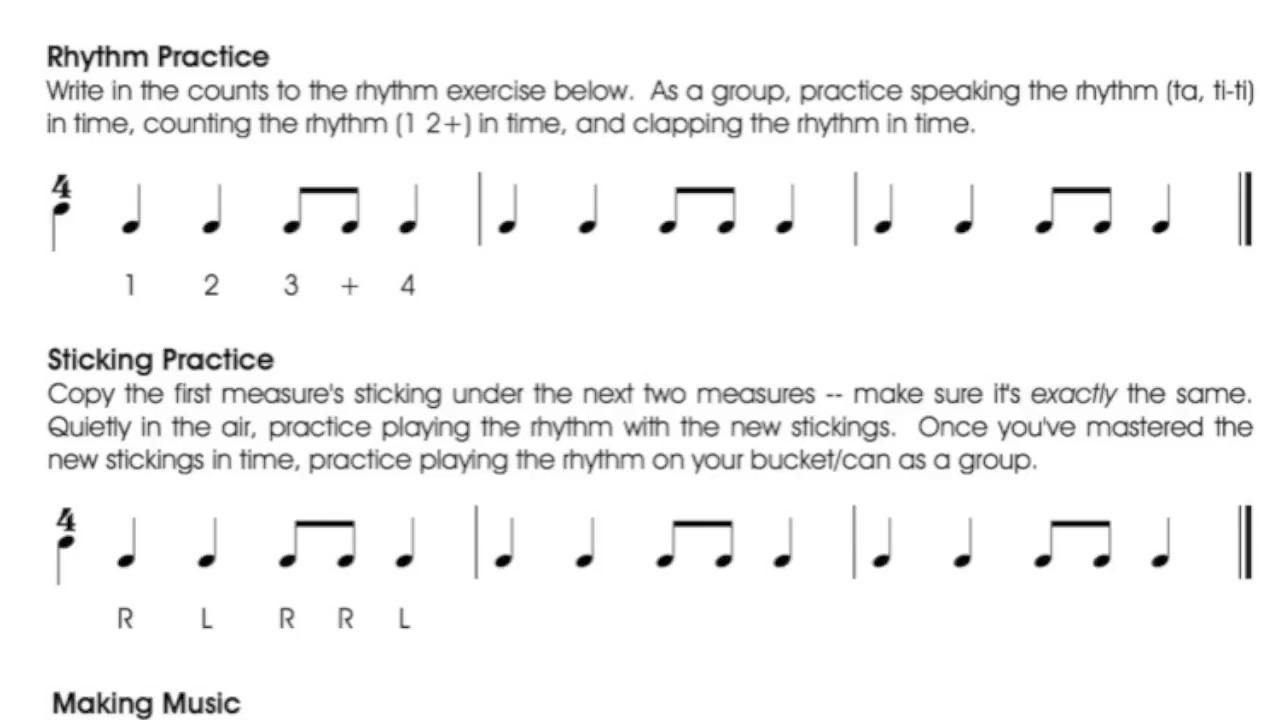 Rhythm Practice
Write in the counts to the rhythm exercise below. As a group, practice speaking the rhythm (ta, ti-ti)
in time, counting the rhythm (1 2+) in time, and clapping the rhythm in time.
4
1 2 3 + 4
Sticking Practice
Copy the first measure's sticking under the next two measures -- make sure it's exactly the same.
Quietly in the air, practice playing the rhythm with the new stickings. Once you've mastered the
new stickings in time, practice playing the rhythm on your bucket/can as a group.
4
R L R R L
Making Music